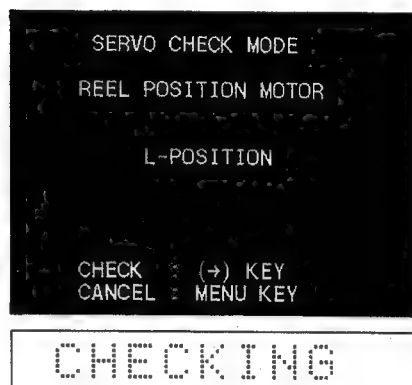 SERVO CHECK MODE
REEL POSITION MOTOR
L-POSITION
CHECK : (→) KEY
CANCEL : MENU KEY
CHECKING